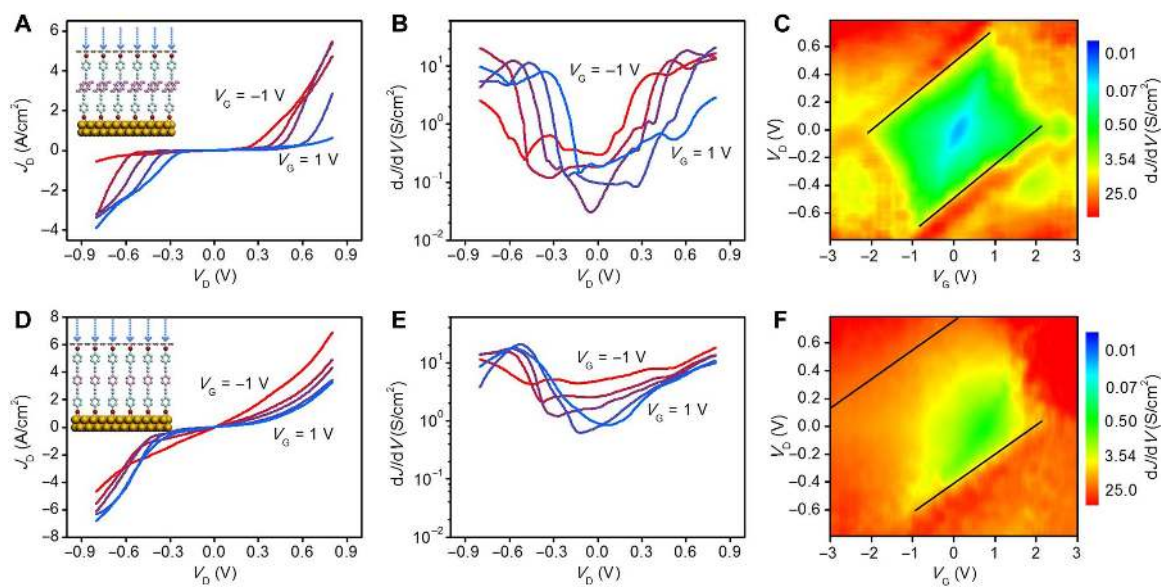 A
6
4
2
0
–2
–4
J_D (A/cm²)
V_G = –1 V
V_G = 1 V
–0.9 –0.6 –0.3 0.0 0.3 0.6 0.9
V_D (V)
B
10²
10¹
10⁰
10⁻¹
10⁻²
dJ/dV (S/cm²)
V_G = –1 V
V_G = 1 V
–0.9 –0.6 –0.3 0.0 0.3 0.6 0.9
V_D (V)
C
0.6
0.4
0.2
0.0
–0.2
–0.4
–0.6
V_D (V)
–3 –2 –1 0 1 2 3
V_G (V)
0.01
0.07
0.50
3.54
25.0
dJ/dV (S/cm²)
D
8
4
0
–4
–8
J_D (A/cm²)
V_G = –1 V
V_G = 1 V
–0.9 –0.6 –0.3 0.0 0.3 0.6 0.9
V_D (V)
E
10²
10¹
10⁰
10⁻¹
10⁻²
dJ/dV (S/cm²)
V_G = –1 V
V_G = 1 V
–0.9 –0.6 –0.3 0.0 0.3 0.6 0.9
V_D (V)
F
0.6
0.4
0.2
0.0
–0.2
–0.4
–0.6
V_D (V)
–3 –2 –1 0 1 2 3
V_G (V)
0.01
0.07
0.50
3.54
25.0
dJ/dV (S/cm²)